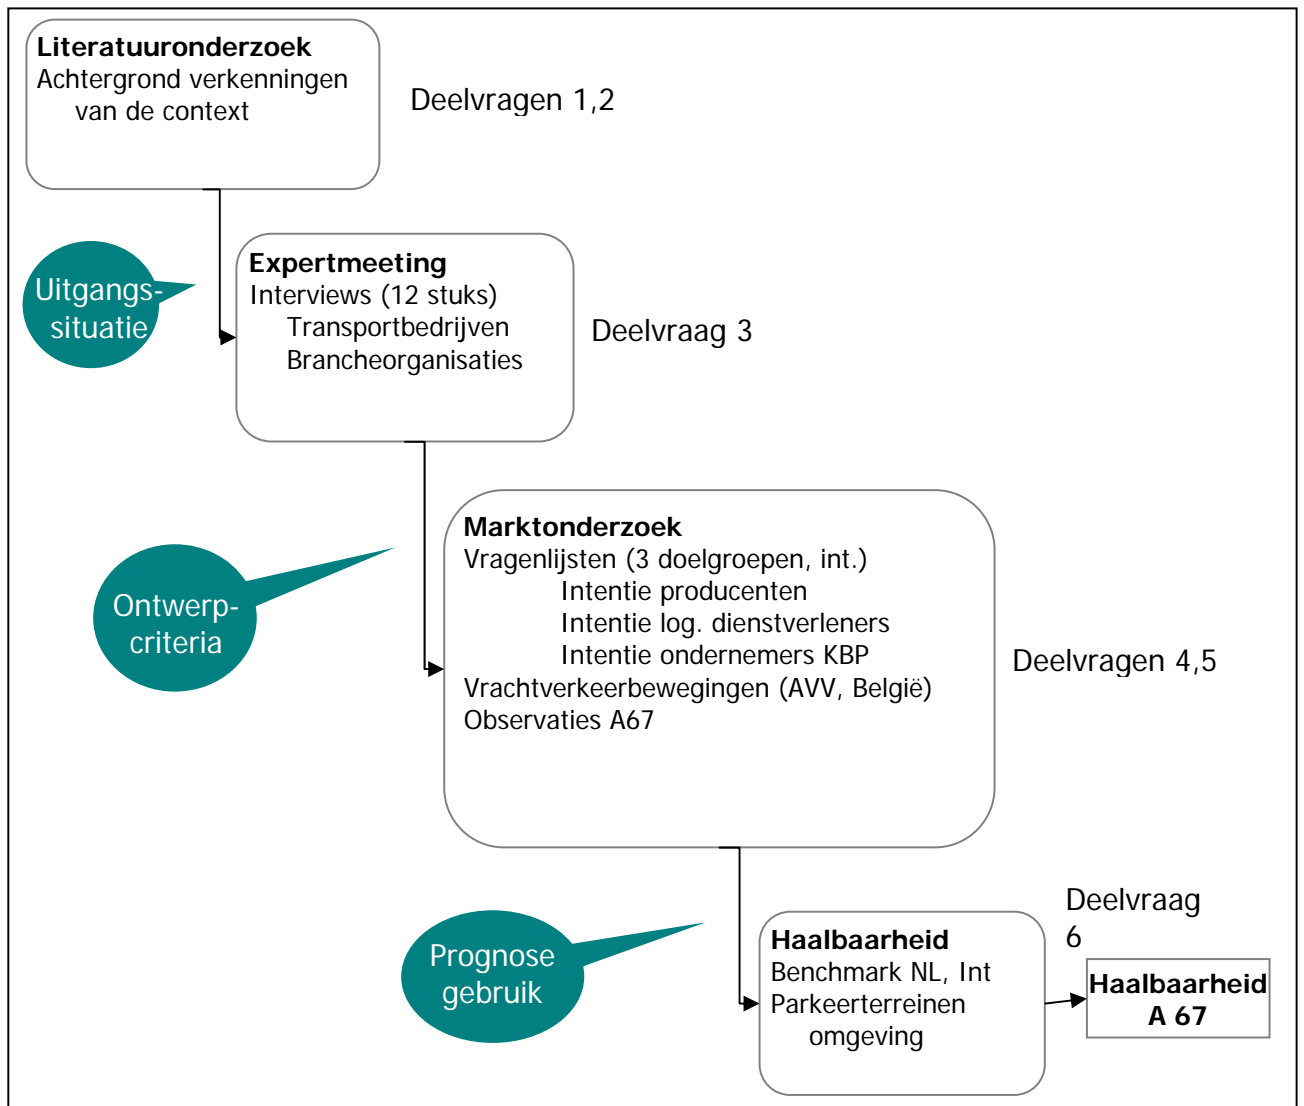 Literatuuronderzoek
Achtergrond verkenningen
van de context
Deelvragen 1,2
Uitgangs-
situatie
Expertmeeting
Interviews (12 stuks)
Transportbedrijven
Brancheorganisaties
Deelvraag 3
Ontwerp-
criteria
Marktonderzoek
Vragenlijsten (3 doelgroepen, int.)
Intentie producenten
Intentie log. dienstverleners
Intentie ondernemers KBP
Vrachtverkeerbewegingen (AVV, België)
Observaties A67
Deelvragen 4,5
Prognose
gebruik
Haalbaarheid
Benchmark NL, Int
Parkeerterreinen
omgeving
Deelvraag
6
Haalbaarheid
A 67